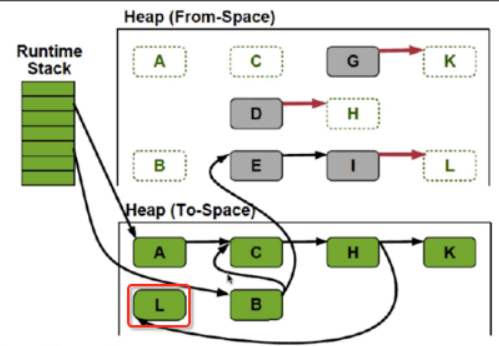 Heap (From-Space)
Runtime
Stack
A
C
G
K
D
H
B
E
I
L
Heap (To-Space)
A
C
H
K
L
B